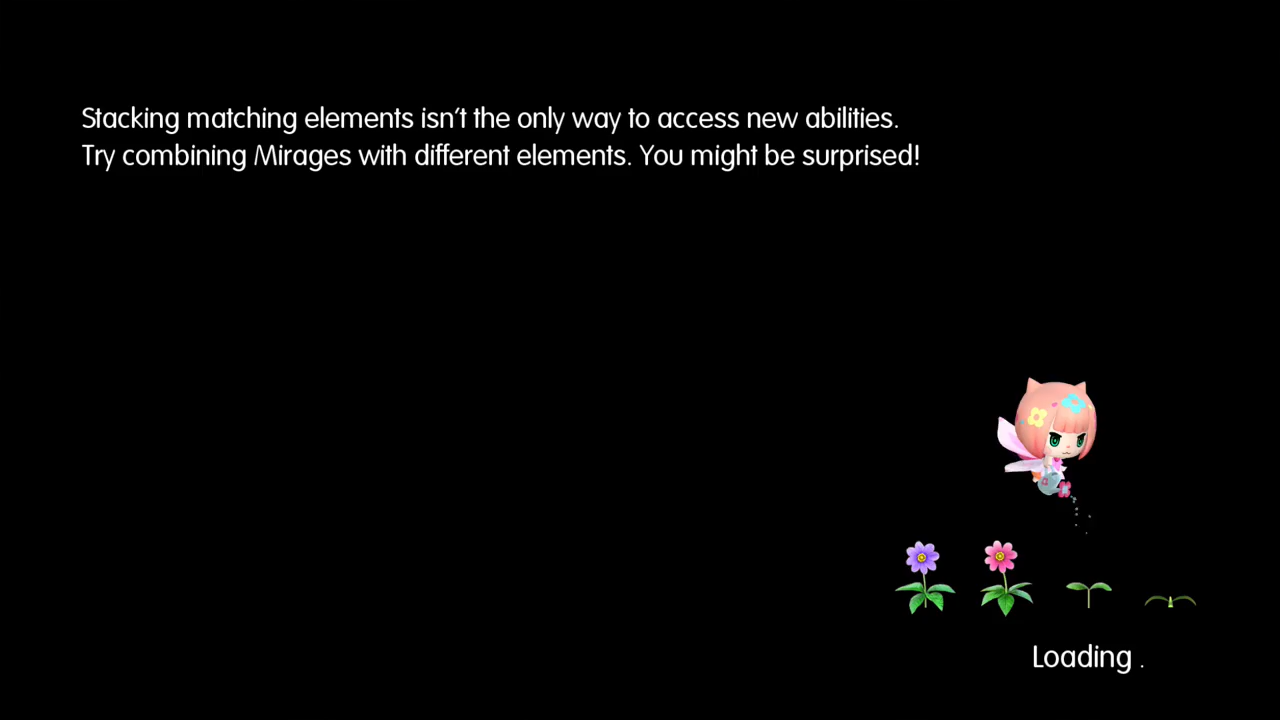 Stacking matching elements isn't the only way to access new abilities.
Try combining Mirages with different elements. You might be surprised!
Loading .